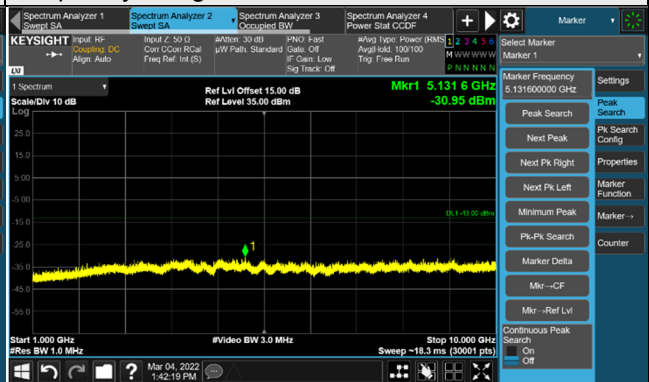 Spectrum Analyzer 1
Swept SA
Spectrum Analyzer 2
Swept SA
Spectrum Analyzer 3
Occupied BW
Spectrum Analyzer 4
Power Stat CCDF
Marker
KEYSIGHT
Input: RF
Coupling: DC
Align: Auto
Input Z: 50 Ω
Corr CCorr RCal
Freq Ref: Int (S)
#Atten: 30 dB
µW Path: Standard
PNO: Fast
Gate: Off
IF Gain: Low
Sig Track: Off
#Avg Type: Power (RMS)
Avg|Hold: 100/100
Trig: Free Run
1 2 3 4 5 6
M W W W W W
P N N N N N
LXI
Select Marker
Marker 1
1 Spectrum
Scale/Div 10 dB
Log
Ref Lvl Offset 15.00 dB
Ref Level 35.00 dBm
Mkr1 5.131 6 GHz
-30.95 dBm
25.0
15.0
5.00
-5.00
-15.0
-25.0
-35.0
-45.0
-55.0
DL1 -13.00 dBm
1
Start 1.000 GHz
#Res BW 1.0 MHz
#Video BW 3.0 MHz
Stop 10.000 GHz
Sweep ~18.3 ms (30001 pts)
Marker Frequency
5.131600000 GHz
Peak Search
Next Peak
Next Pk Right
Next Pk Left
Minimum Peak
Pk-Pk Search
Marker Delta
Mkr→CF
Mkr→Ref Lvl
Continuous Peak
Search
On
Off
Settings
Peak
Search
Pk Search
Config
Properties
Marker
Function
Marker→
Counter
Mar 04, 2022
1:42:19 PM